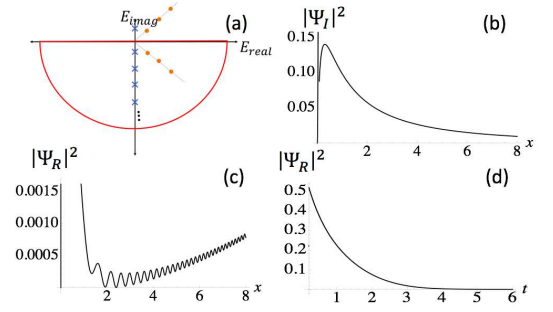 E_imag (a)
E_real
|Ψ_I|² (b)
0.15
0.10
0.05
2 4 6 8 x
|Ψ_R|² (c)
0.0015
0.0010
0.0005
0 2 4 6 8 x
|Ψ_R|² (d)
0.5
0.4
0.3
0.2
0.1
1 2 3 4 5 6 t